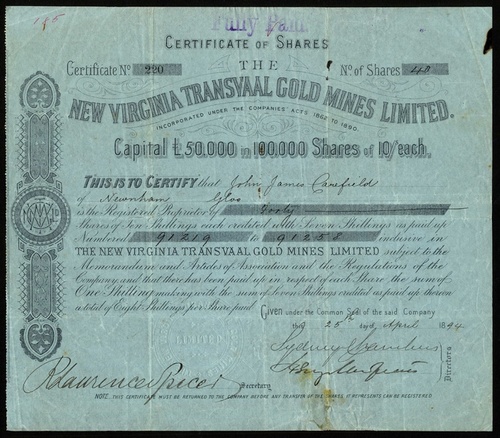 195
Fully Paid.
CERTIFICATE OF SHARES
Certificate No 220
No of Shares 40
THE
NEW VIRGINIA TRANSVAAL GOLD MINES LIMITED.
INCORPORATED UNDER THE COMPANIES' ACTS 1862 TO 1890.
Capital £50,000 in 100,000 Shares of 10/ each.
THIS IS TO CERTIFY that John James Canefield
of Newnham Glos
is the Registered Proprietor of Forty
Shares of Ten Shillings each credited with Seven Shillings as paid up
Numbered 91219 to 91258 inclusive in
THE NEW VIRGINIA TRANSVAAL GOLD MINES LIMITED subject to the
Memorandum and Articles of Association and the Regulations of the
Company and that there has been paid up in respect of each Share the sum of
One Shilling making with the sum of Seven Shillings credited as paid up thereon
a total of Eight Shillings per Share paid.
GIVEN under the Common Seal of the said Company
this 25th day April 1894
LIMITED
Directors
Secretary
NOTE. THIS CERTIFICATE MUST BE RETURNED TO THE COMPANY BEFORE ANY TRANSFER OF THE SHARES IT REPRESENTS CAN BE REGISTERED.